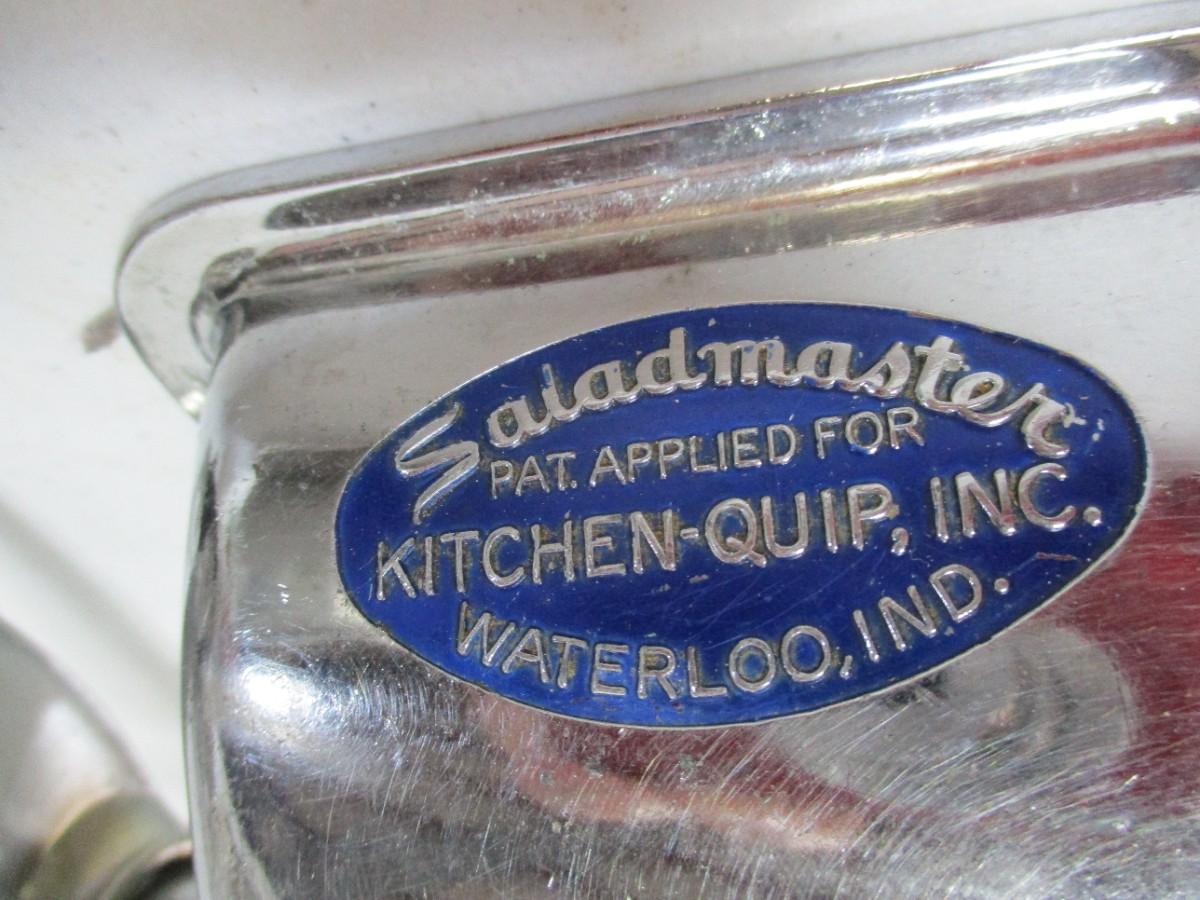 Saladmaster
PAT. APPLIED FOR
KITCHEN-QUIP, INC.
WATERLOO, IND.